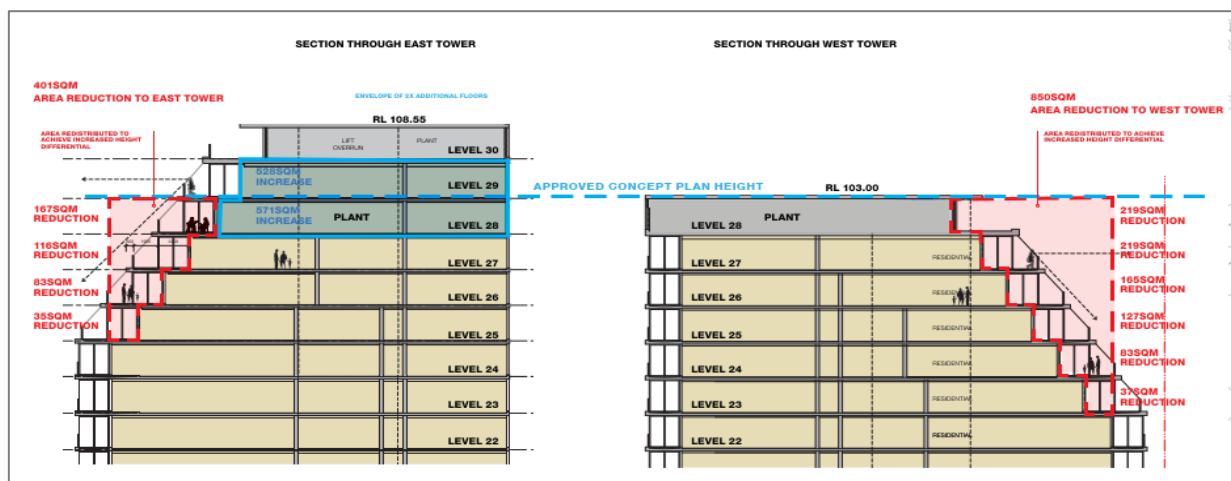 SECTION THROUGH EAST TOWER
SECTION THROUGH WEST TOWER
401SQM
AREA REDUCTION TO EAST TOWER
ENVELOPE OF 2X ADDITIONAL FLOORS
850SQM
AREA REDUCTION TO WEST TOWER
AREA REDISTRIBUTED TO
ACHIEVE INCREASED HEIGHT
DIFFERENTIAL
RL 108.55
LIFT
OVERRUN
PLANT
LEVEL 30
AREA REDISTRIBUTED TO ACHIEVE
INCREASED HEIGHT DIFFERENTIAL
528SQM
INCREASE
LEVEL 29
APPROVED CONCEPT PLAN HEIGHT
RL 103.00
167SQM
REDUCTION
571SQM
INCREASE
PLANT
LEVEL 28
PLANT
LEVEL 28
219SQM
REDUCTION
116SQM
REDUCTION
LEVEL 27
LEVEL 27
RESIDENTIAL
219SQM
REDUCTION
83SQM
REDUCTION
LEVEL 26
LEVEL 26
RESIDENTIAL
165SQM
REDUCTION
35SQM
REDUCTION
LEVEL 25
LEVEL 25
RESIDENTIAL
127SQM
REDUCTION
LEVEL 24
LEVEL 24
RESIDENTIAL
83SQM
REDUCTION
LEVEL 23
LEVEL 23
RESIDENTIAL
37SQM
REDUCTION
LEVEL 22
LEVEL 22
RESIDENTIAL